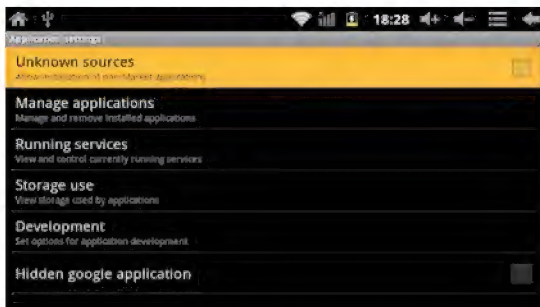 18:28
Application settings
Unknown sources
Allow installation of non-Market applications
Manage applications
Manage and remove installed applications
Running services
View and control currently running services
Storage use
View storage used by applications
Development
Set options for application development
Hidden google application